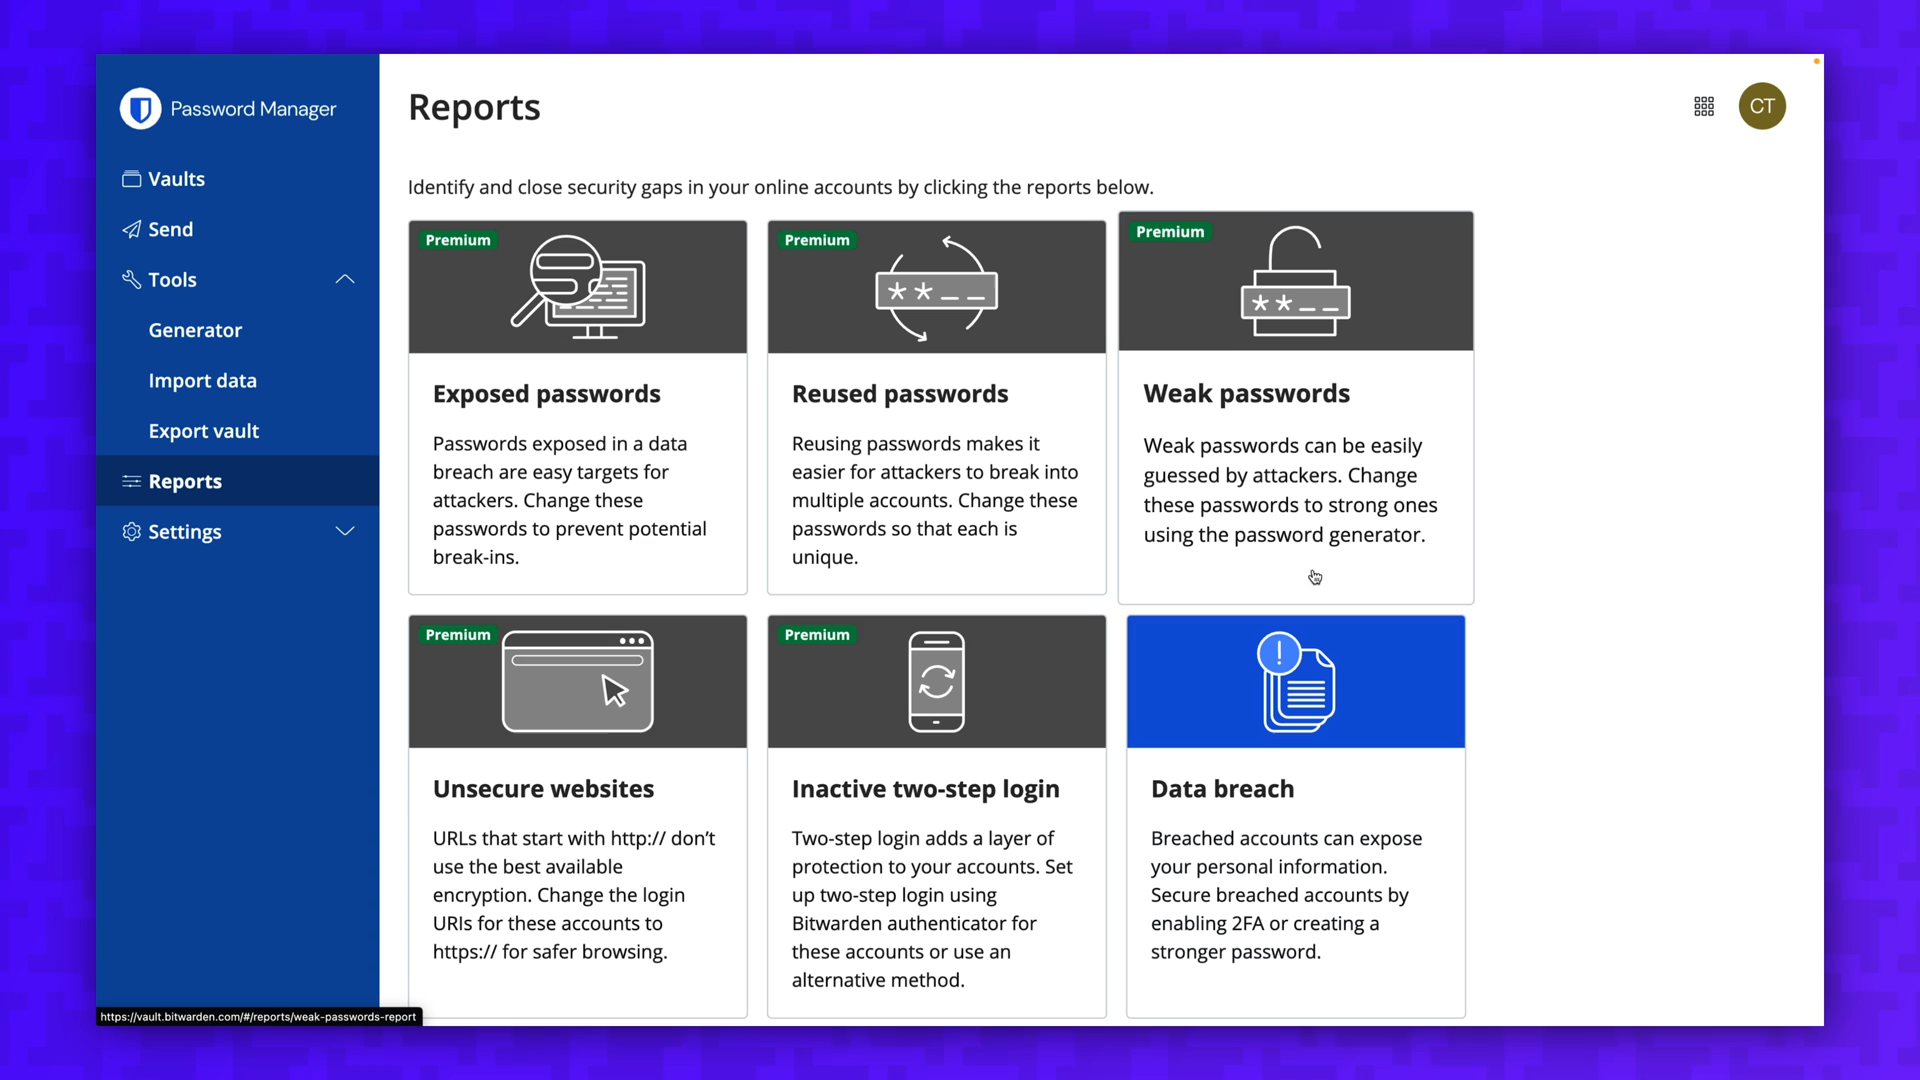 Password Manager
Vaults
Send
Tools
Generator
Import data
Export vault
Reports
Settings
Reports
CT
Identify and close security gaps in your online accounts by clicking the reports below.
Premium
Exposed passwords
Passwords exposed in a data
breach are easy targets for
attackers. Change these
passwords to prevent potential
break-ins.
Premium
**__
Reused passwords
Reusing passwords makes it
easier for attackers to break into
multiple accounts. Change these
passwords so that each is
unique.
Premium
**__
Weak passwords
Weak passwords can be easily
guessed by attackers. Change
these passwords to strong ones
using the password generator.
Premium
Unsecure websites
URLs that start with http:// don’t
use the best available
encryption. Change the login
URIs for these accounts to
https:// for safer browsing.
Premium
Inactive two-step login
Two-step login adds a layer of
protection to your accounts. Set
up two-step login using
Bitwarden authenticator for
these accounts or use an
alternative method.
!
Data breach
Breached accounts can expose
your personal information.
Secure breached accounts by
enabling 2FA or creating a
stronger password.
https://vault.bitwarden.com/#/reports/weak-passwords-report